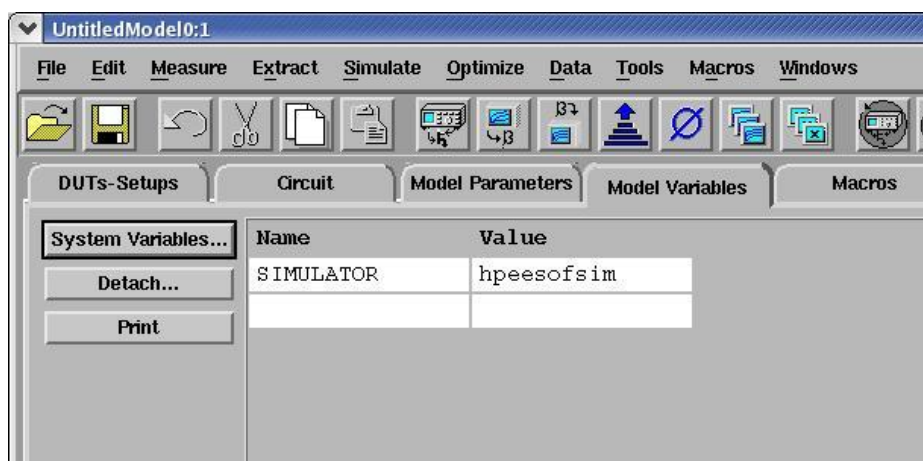 UntitledModel0:1
File Edit Measure Extract Simulate Optimize Data Tools Macros Windows
DUTs-Setups Circuit Model Parameters Model Variables Macros
System Variables... Name Value
SIMULATOR hpeesofsim
Detach...
Print